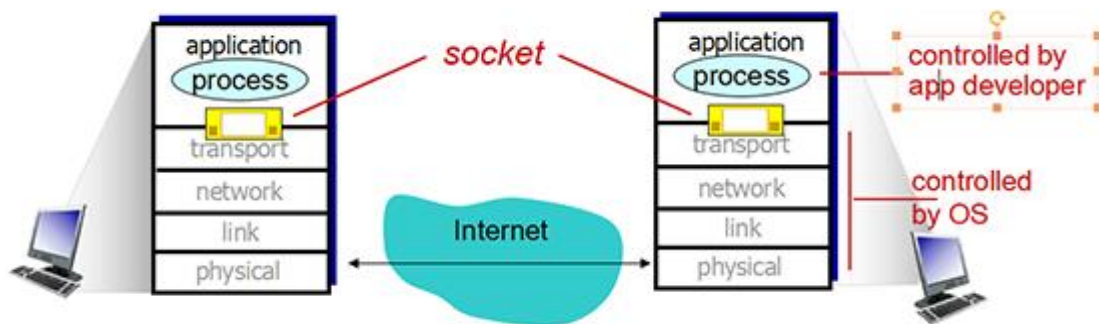 application
process
transport
network
link
physical
socket
Internet
application
process
transport
network
link
physical
controlled by
app developer
controlled
by OS